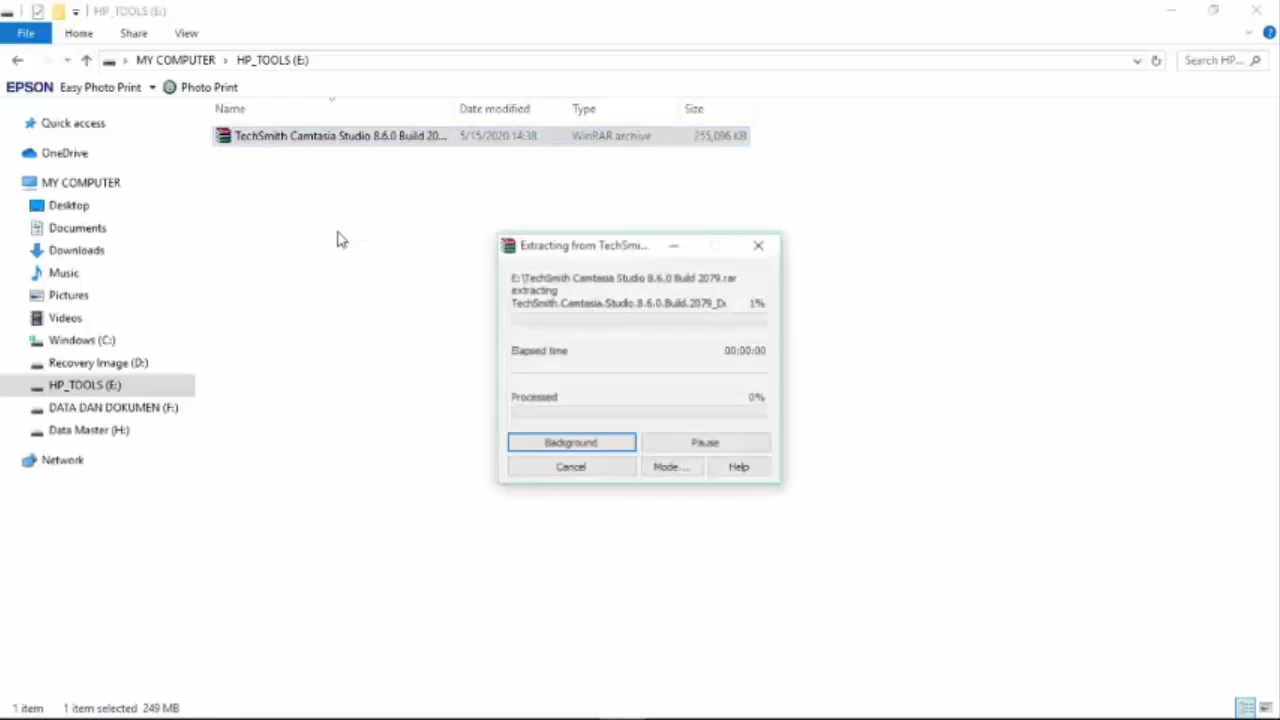 HP_TOOLS (E:)
File Home Share View
MY COMPUTER › HP_TOOLS (E:)
Search HP...
EPSON Easy Photo Print Photo Print
Name Date modified Type Size
TechSmith Camtasia Studio 8.6.0 Build 20... 5/15/2020 14:38 WinRAR archive 255,096 KB
Quick access
OneDrive
MY COMPUTER
Desktop
Documents
Downloads
Music
Pictures
Videos
Windows (C:)
Recovery Image (D:)
HP_TOOLS (E:)
DATA DAN DOKUMEN (F:)
Data Master (H:)
Network
Extracting from TechSmi...
E:\TechSmith Camtasia Studio 8.6.0 Build 2079.rar
extracting
TechSmith.Camtasia.Studio.8.6.0.Build.2079_De 1%
Elapsed time 00:00:00
Processed 0%
Background Pause
Cancel Mode... Help
1 item 1 item selected 249 MB